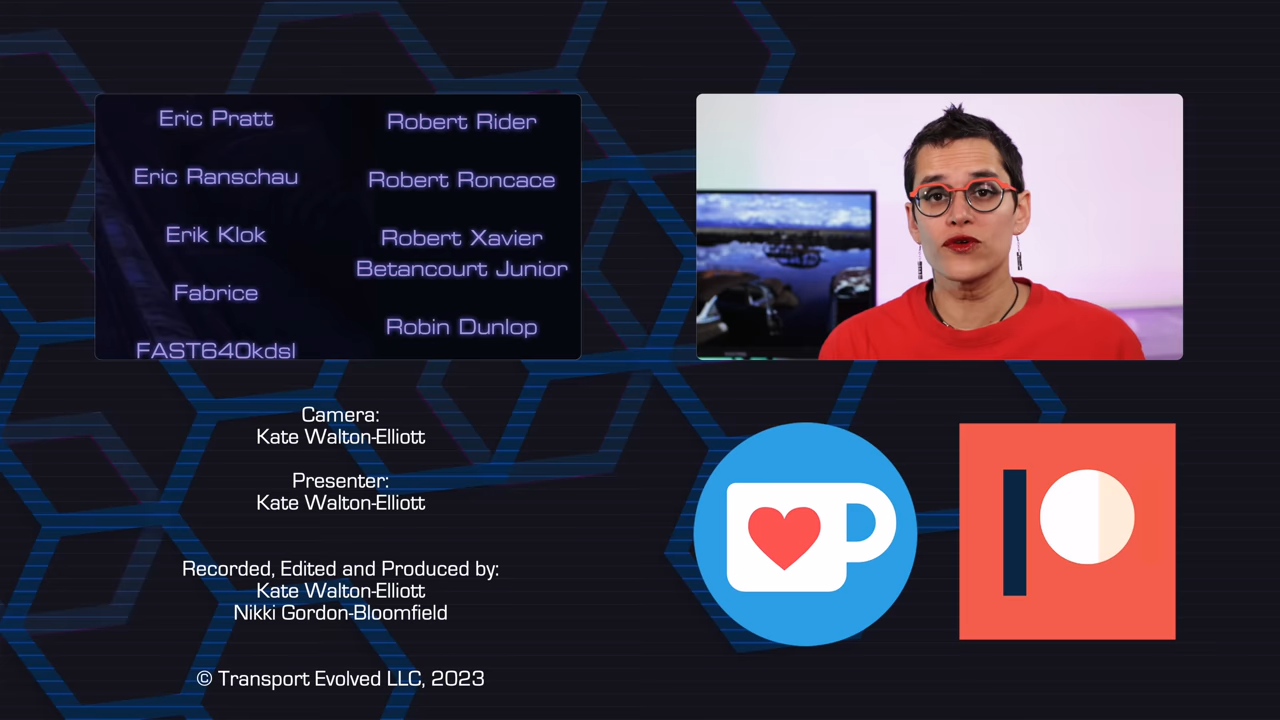 Eric Pratt
Eric Ranschau
Erik Klok
Fabrice
FAST640kdsl
Robert Rider
Robert Roncace
Robert Xavier
Betancourt Junior
Robin Dunlop
Camera:
Kate Walton-Elliott
Presenter:
Kate Walton-Elliott
Recorded, Edited and Produced by:
Kate Walton-Elliott
Nikki Gordon-Bloomfield
© Transport Evolved LLC, 2023